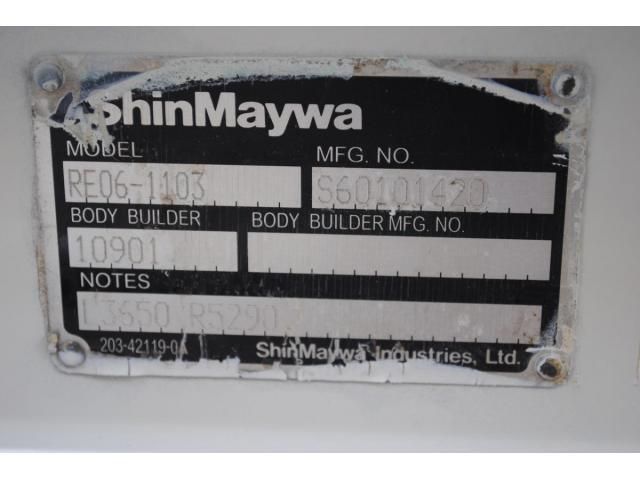 ShinMaywa
MODEL MFG. NO.
RE06-1103 S60101420
BODY BUILDER BODY BUILDER MFG. NO.
10901
NOTES
L3650 R5290
203-42119-0A ShinMaywa Industries, Ltd.